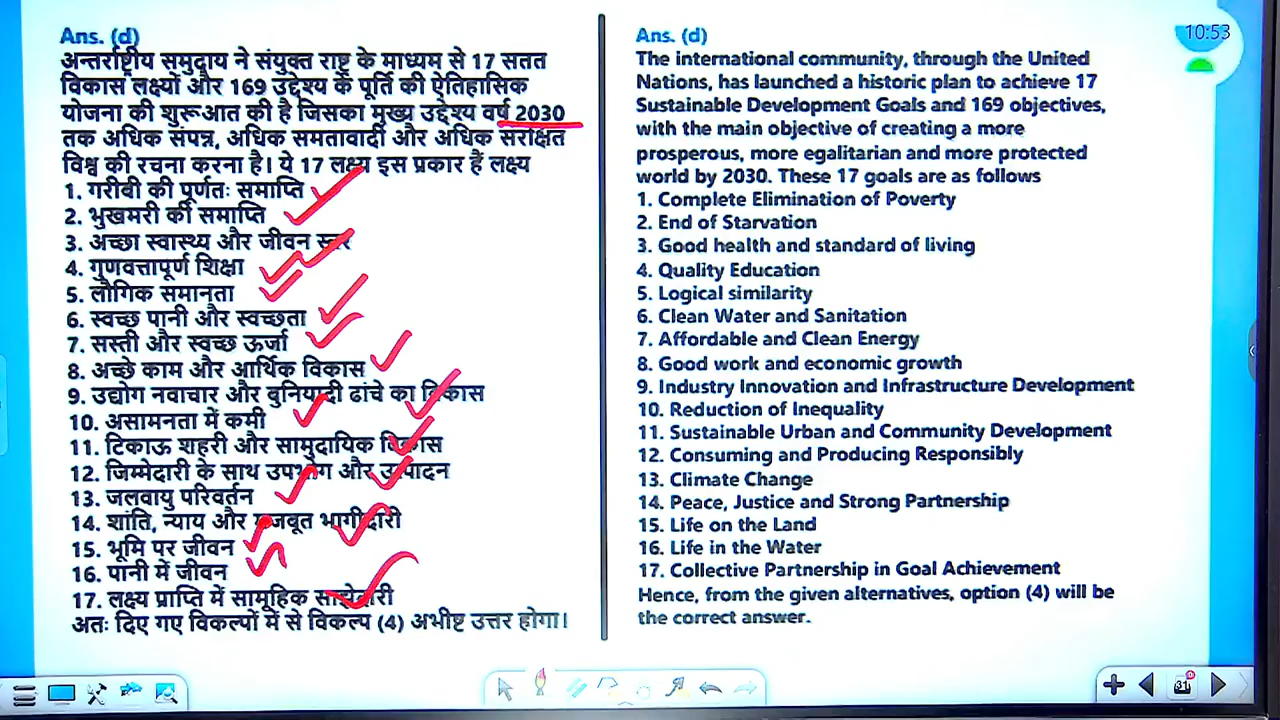 Ans. (d)
अन्तर्राष्ट्रीय समुदाय ने संयुक्त राष्ट्र के माध्यम से 17 सतत
विकास लक्ष्यों और 169 उद्देश्य के पूर्ति की ऐतिहासिक
योजना की शुरूआत की है जिसका मुख्य उद्देश्य वर्ष 2030
तक अधिक संपन्न, अधिक समतावादी और अधिक संरक्षित
विश्व की रचना करना है। ये 17 लक्ष्य इस प्रकार हैं लक्ष्य
1. गरीबी की पूर्णतः समाप्ति
2. भुखमरी की समाप्ति
3. अच्छा स्वास्थ्य और जीवन स्तर
4. गुणवत्तापूर्ण शिक्षा
5. लौगिक समानता
6. स्वच्छ पानी और स्वच्छता
7. सस्ती और स्वच्छ ऊर्जा
8. अच्छे काम और आर्थिक विकास
9. उद्योग नवाचार और बुनियादी ढांचे का विकास
10. असामनता में कमी
11. टिकाऊ शहरी और सामुदायिक विकास
12. जिम्मेदारी के साथ उपभोग और उत्पादन
13. जलवायु परिवर्तन
14. शांति, न्याय और मजबूत भागीदारी
15. भूमि पर जीवन
16. पानी में जीवन
17. लक्ष्य प्राप्ति में सामूहिक साझेदारी
अतः दिए गए विकल्पों में से विकल्प (4) अभीष्ट उत्तर होगा।
Ans. (d)
The international community, through the United
Nations, has launched a historic plan to achieve 17
Sustainable Development Goals and 169 objectives,
with the main objective of creating a more
prosperous, more egalitarian and more protected
world by 2030. These 17 goals are as follows
1. Complete Elimination of Poverty
2. End of Starvation
3. Good health and standard of living
4. Quality Education
5. Logical similarity
6. Clean Water and Sanitation
7. Affordable and Clean Energy
8. Good work and economic growth
9. Industry Innovation and Infrastructure Development
10. Reduction of Inequality
11. Sustainable Urban and Community Development
12. Consuming and Producing Responsibly
13. Climate Change
14. Peace, Justice and Strong Partnership
15. Life on the Land
16. Life in the Water
17. Collective Partnership in Goal Achievement
Hence, from the given alternatives, option (4) will be
the correct answer.
10:53
31